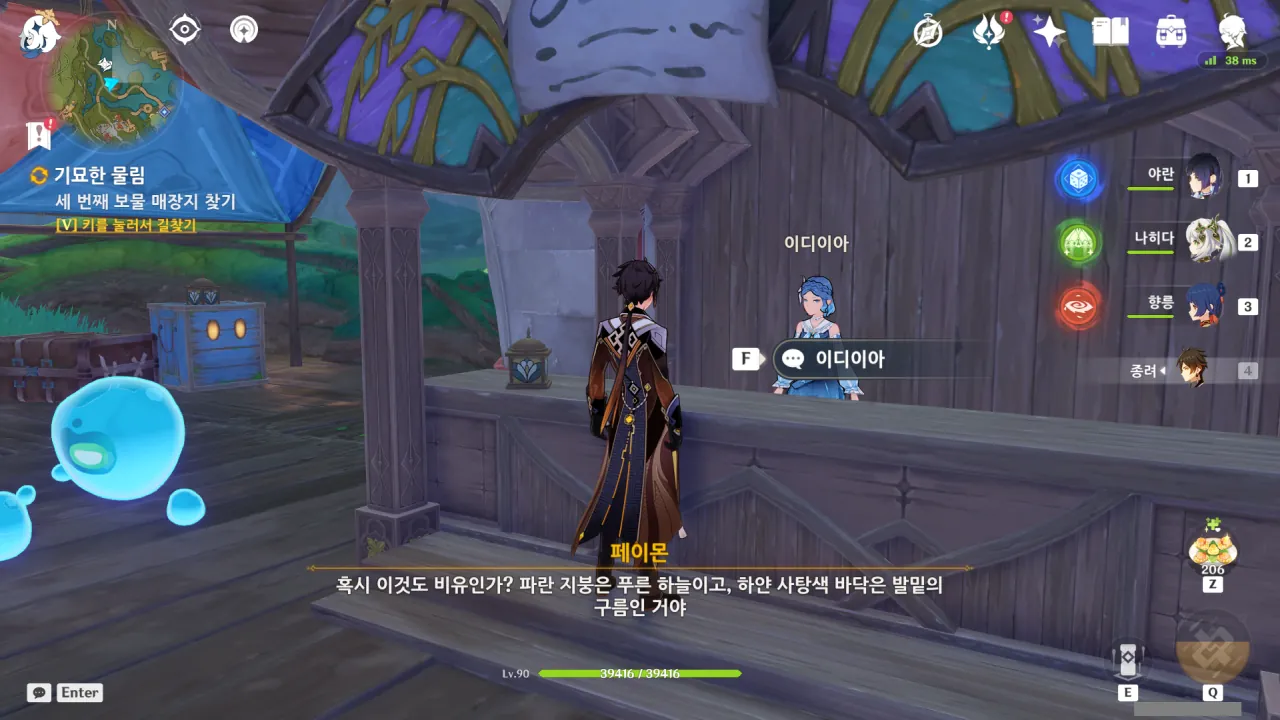 N
38 ms
기묘한 물림
세 번째 보물 매장지 찾기
[V] 키를 눌러서 길찾기
야란
1
나히다
2
향릉
3
종려
4
이디이아
F
이디이아
페이몬
혹시 이것도 비유인가? 파란 지붕은 푸른 하늘이고, 하얀 사탕색 바닥은 발밑의
구름인 거야
206
Z
Lv.90
39416 / 39416
Enter
E
Q